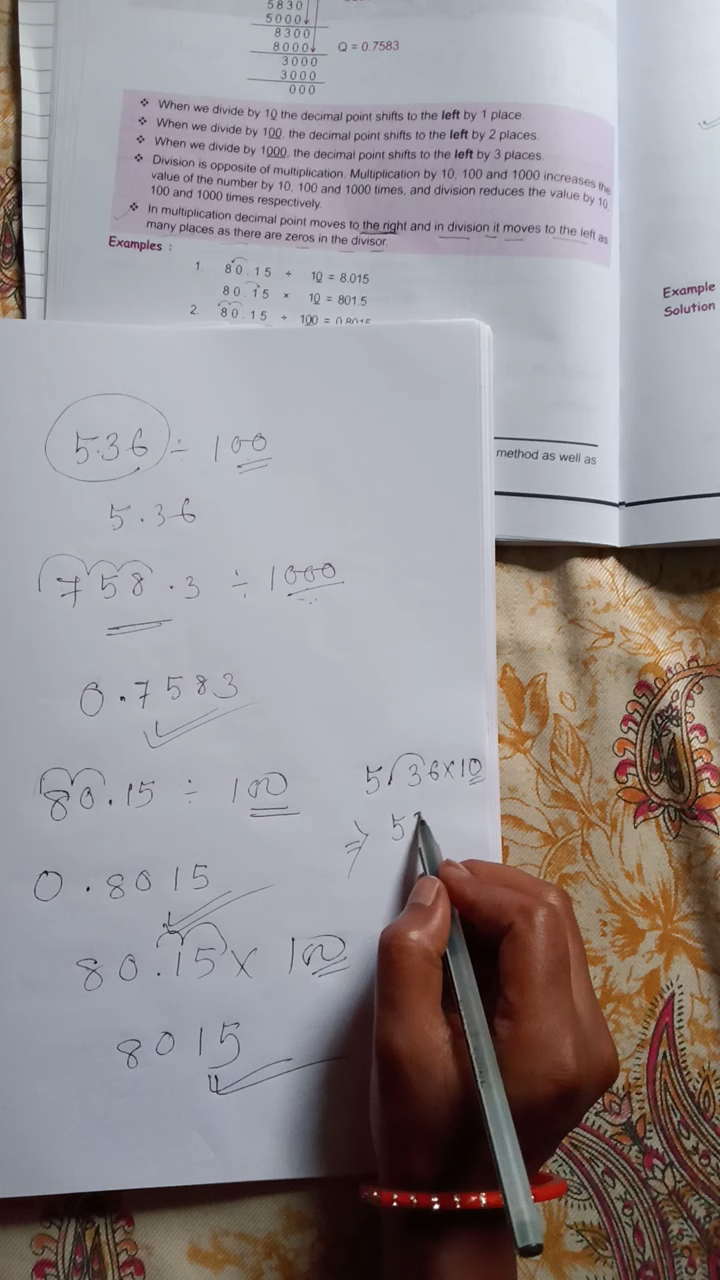 5830
5000
8300
8000
Q = 0.7583
3000
3000
000
❖ When we divide by 10 the decimal point shifts to the left by 1 place.
❖ When we divide by 100, the decimal point shifts to the left by 2 places.
❖ When we divide by 1000, the decimal point shifts to the left by 3 places.
❖ Division is opposite of multiplication. Multiplication by 10, 100 and 1000 increases the
value of the number by 10, 100 and 1000 times, and division reduces the value by 10,
100 and 1000 times respectively.
❖ In multiplication decimal point moves to the right and in division it moves to the left as
many places as there are zeros in the divisor.
Examples :
1. 80.15 ÷ 10 = 8.015
80.15 × 10 = 801.5
2. 80.15 ÷ 100 = 0.8015
Example
Solution
method as well as
536 ÷ 100
5.36
758.3 ÷ 1000
0.7583
80.15 ÷ 100
0.8015
80.15 × 100
8015
5.36×10
⇒ 5